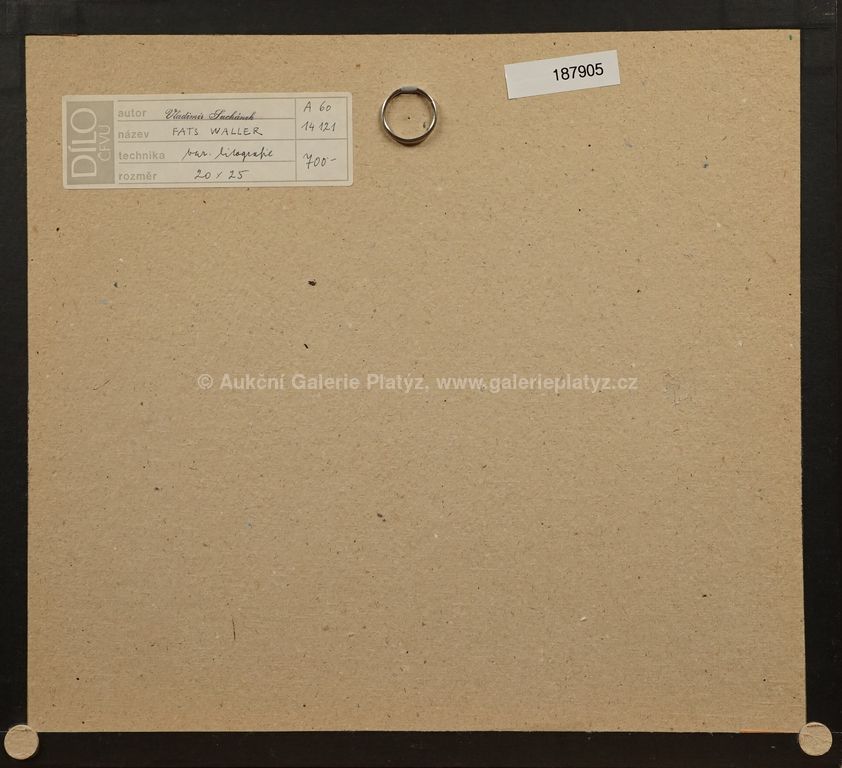 DÍLO
ČFVU
autor Vladimír Suchánek
název FATS WALLER
technika bar. litografie
rozměr 20 x 25
A 60
14 121
700-
187905
© Aukční Galerie Platýz, www.galerieplatyz.cz